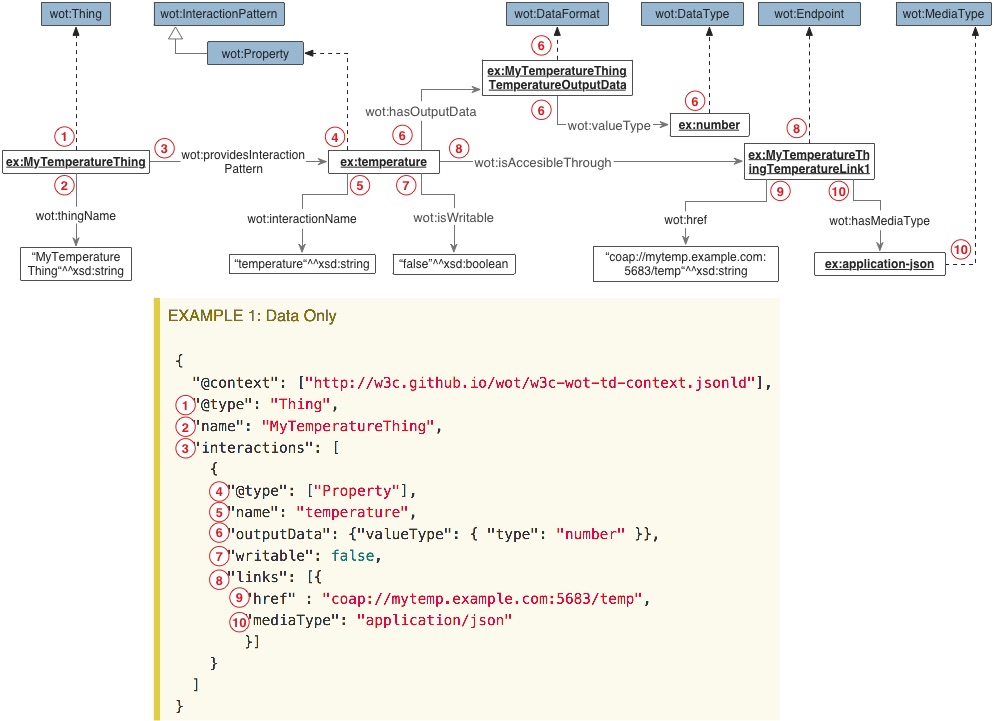 wot:Thing
wot:InteractionPattern
wot:DataFormat
wot:DataType
wot:Endpoint
wot:MediaType
wot:Property
6
ex:MyTemperatureThing
TemperatureOutputData
6
6
wot:hasOutputData
wot:valueType
ex:number
1
3
4
6
8
8
ex:MyTemperatureThing
wot:providesInteraction
Pattern
ex:temperature
wot:isAccesibleThrough
ex:MyTemperatureTh
ingTemperatureLink1
2
5
7
9
10
wot:thingName
wot:interactionName
wot:isWritable
wot:href
wot:hasMediaType
“MyTemperature
Thing“^^xsd:string
“temperature“^^xsd:string
“false”^^xsd:boolean
“coap://mytemp.example.com:
5683/temp“^^xsd:string
ex:application-json
10
EXAMPLE 1: Data Only
{
"@context": ["http://w3c.github.io/wot/w3c-wot-td-context.jsonld"],
1 "@type": "Thing",
2 "name": "MyTemperatureThing",
3 "interactions": [
{
4 "@type": ["Property"],
5 "name": "temperature",
6 "outputData": {"valueType": { "type": "number" }},
7 "writable": false,
8 "links": [{
9 "href" : "coap://mytemp.example.com:5683/temp",
10 "mediaType": "application/json"
}]
}
]
}